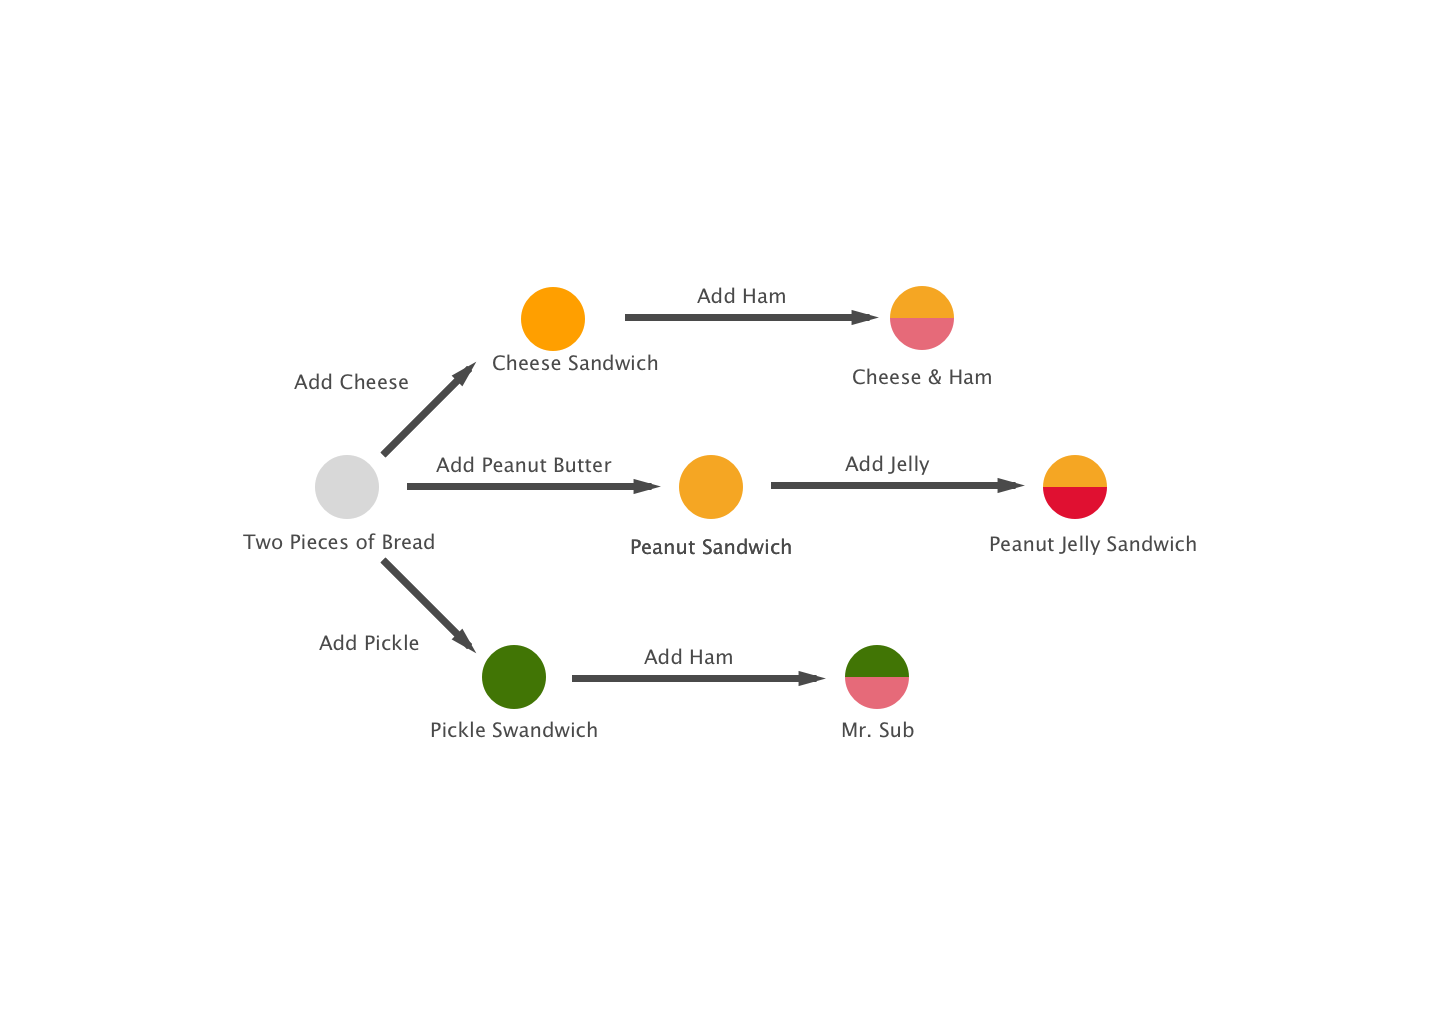 Add Ham
Cheese Sandwich
Cheese & Ham
Add Cheese
Add Peanut Butter
Add Jelly
Two Pieces of Bread
Peanut Sandwich
Peanut Jelly Sandwich
Add Pickle
Add Ham
Pickle Swandwich
Mr. Sub